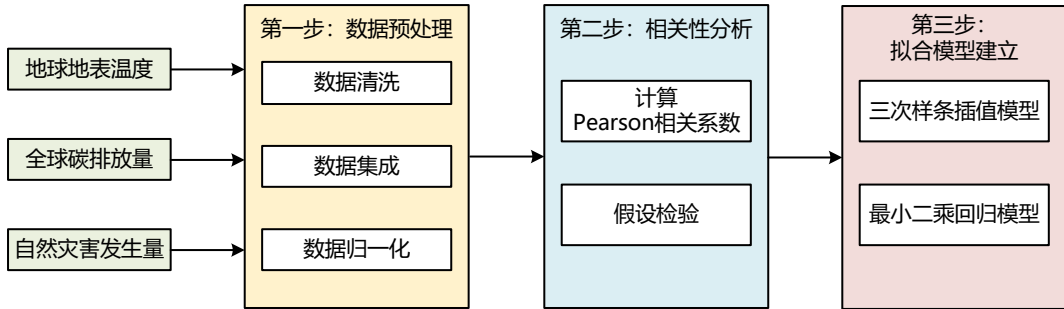 地球地表温度
全球碳排放量
自然灾害发生量
第一步：数据预处理
数据清洗
数据集成
数据归一化
第二步：相关性分析
计算
Pearson相关系数
假设检验
第三步：
拟合模型建立
三次样条插值模型
最小二乘回归模型